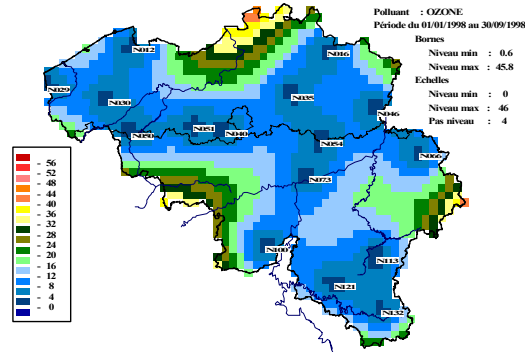 Polluant : OZONE
Période du 01/01/1998 au 30/09/1998
Bornes
Niveau min : 0.6
Niveau max : 45.8
Echelles
Niveau min : 0
Niveau max : 46
Pas niveau : 4
N012
N016
N029
N030
N035
N046
N050
N051
N040
N054
N066
N073
N100
N113
N121
N132
- 56
- 52
- 48
- 44
- 40
- 36
- 32
- 28
- 24
- 20
- 16
- 12
- 8
- 4
- 0